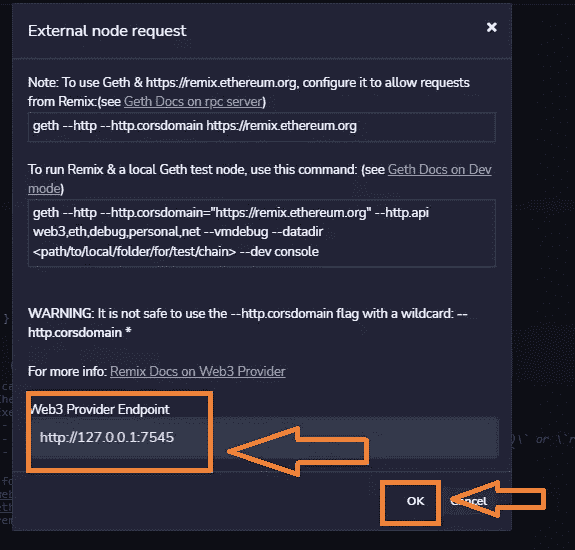 External node request
Note: To use Geth & https://remix.ethereum.org, configure it to allow requests
from Remix:(see Geth Docs on rpc server)
geth --http --http.corsdomain https://remix.ethereum.org
To run Remix & a local Geth test node, use this command: (see Geth Docs on Dev
mode)
geth --http --http.corsdomain="https://remix.ethereum.org" --http.api
web3,eth,debug,personal,net --vmdebug --datadir
<path/to/local/folder/for/test/chain> --dev console
WARNING: It is not safe to use the --http.corsdomain flag with a wildcard: --
http.corsdomain *
For more info: Remix Docs on Web3 Provider
Web3 Provider Endpoint
http://127.0.0.1:7545
OK Cancel